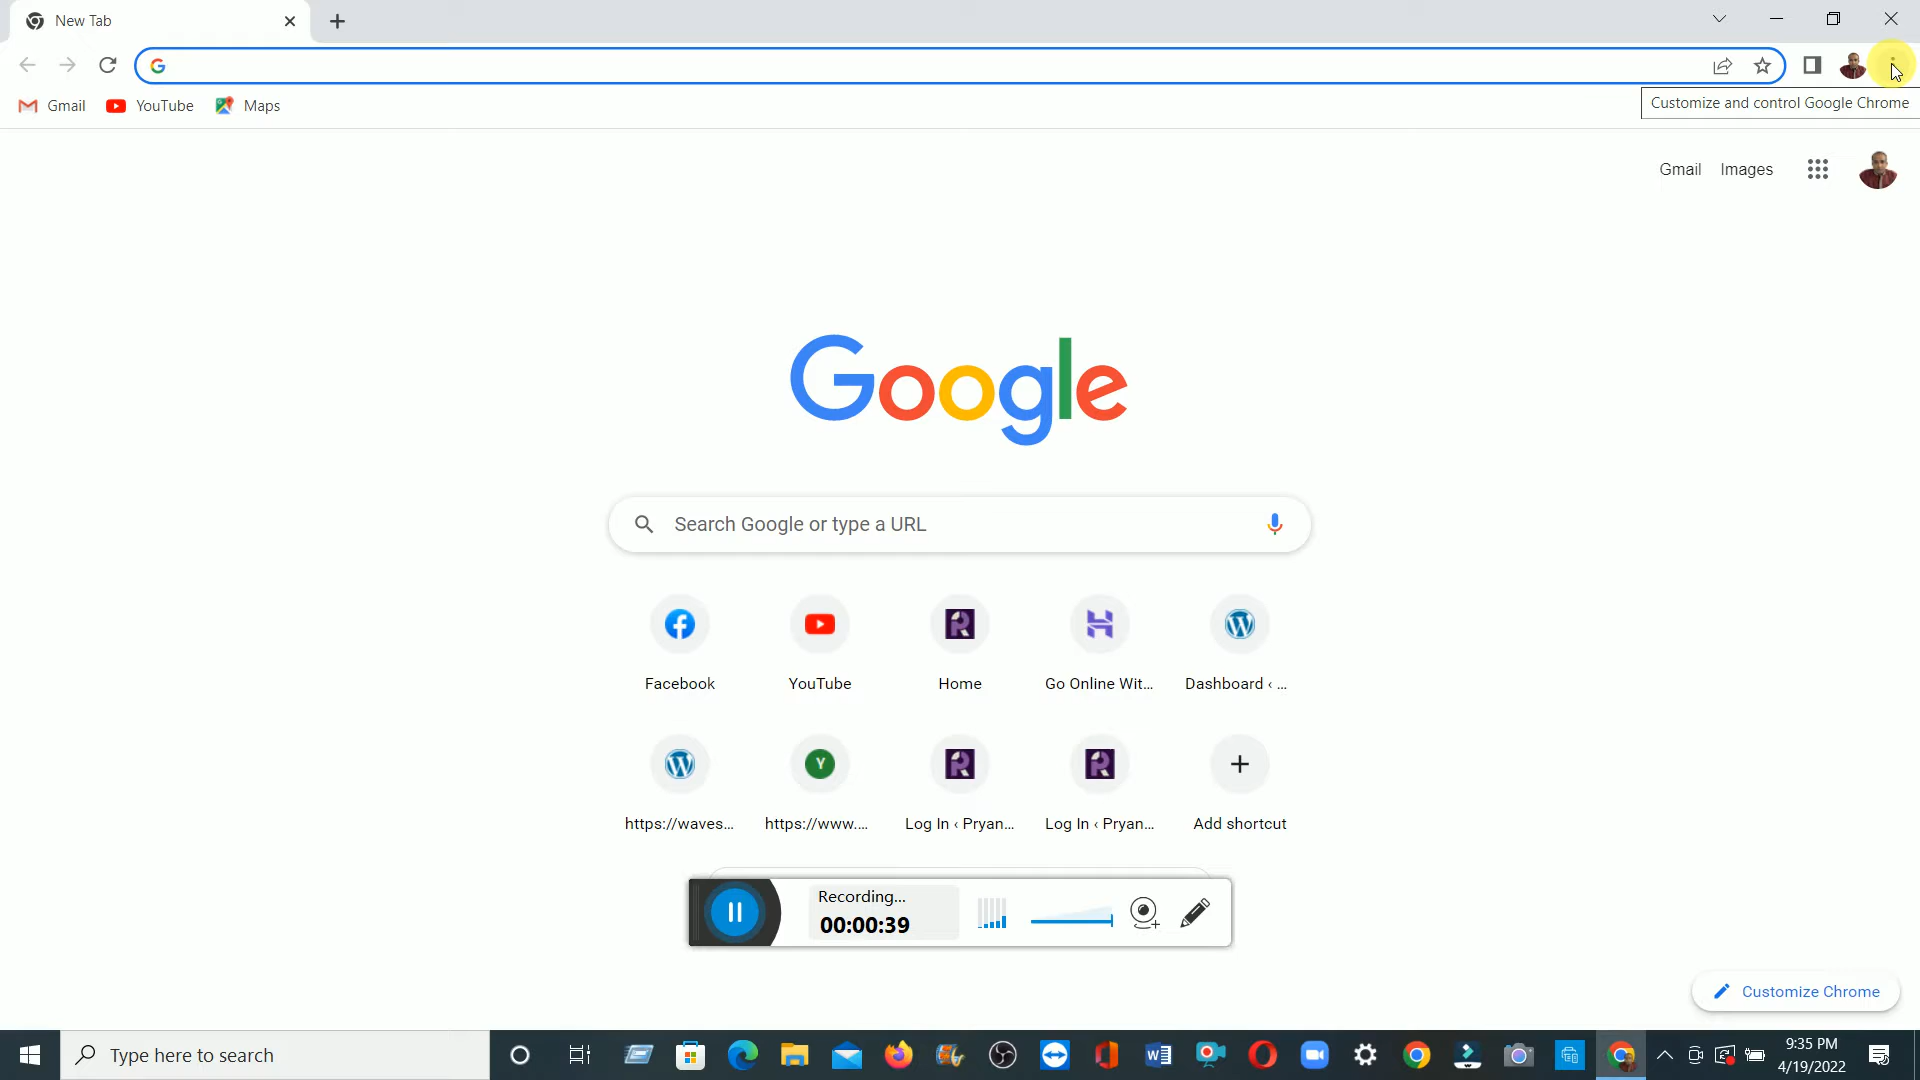 New Tab
Gmail YouTube Maps
Customize and control Google Chrome
Gmail Images
Google
Search Google or type a URL
Facebook YouTube Home Go Online Wit... Dashboard ‹ ...
Y
https://waves... https://www.... Log In ‹ Pryan... Log In ‹ Pryan... Add shortcut
Recording...
00:00:39
Customize Chrome
Type here to search
9:35 PM
4/19/2022